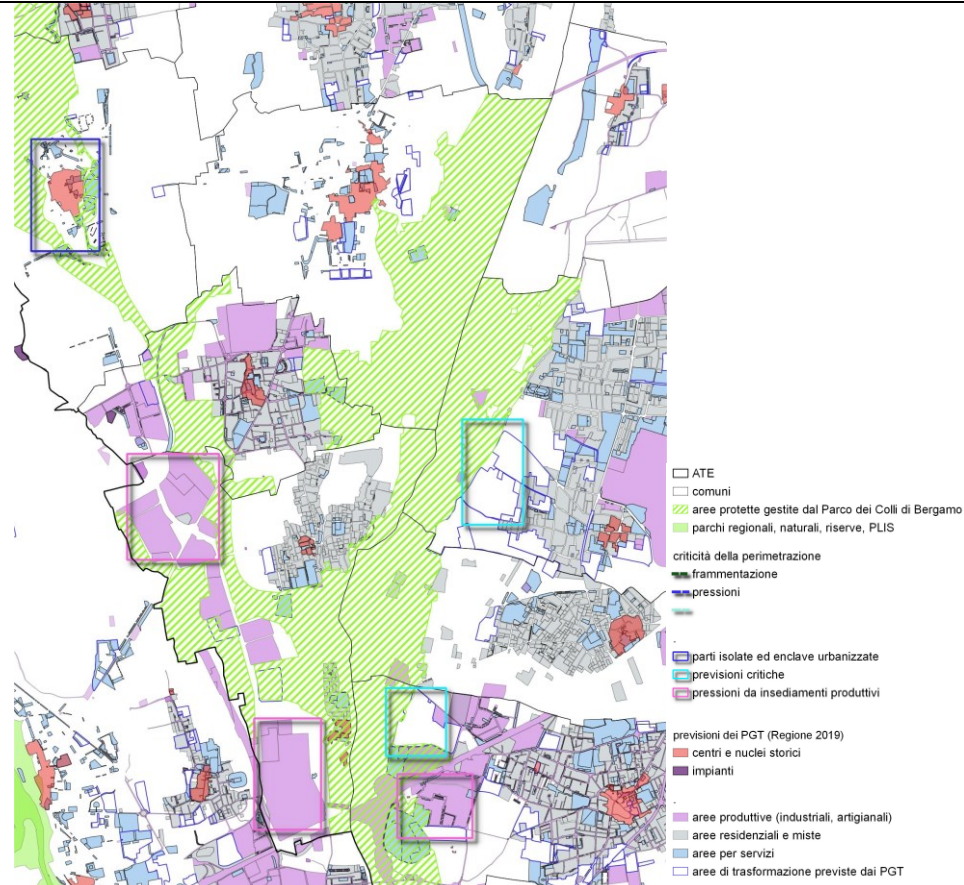 ATE
comuni
aree protette gestite dal Parco dei Colli di Bergamo
parchi regionali, naturali, riserve, PLIS
criticità della perimetrazione
frammentazione
pressioni
.
parti isolate ed enclave urbanizzate
previsioni critiche
pressioni da insediamenti produttivi
previsioni dei PGT (Regione 2019)
centri e nuclei storici
impianti
.
aree produttive (industriali, artigianali)
aree residenziali e miste
aree per servizi
aree di trasformazione previste dai PGT